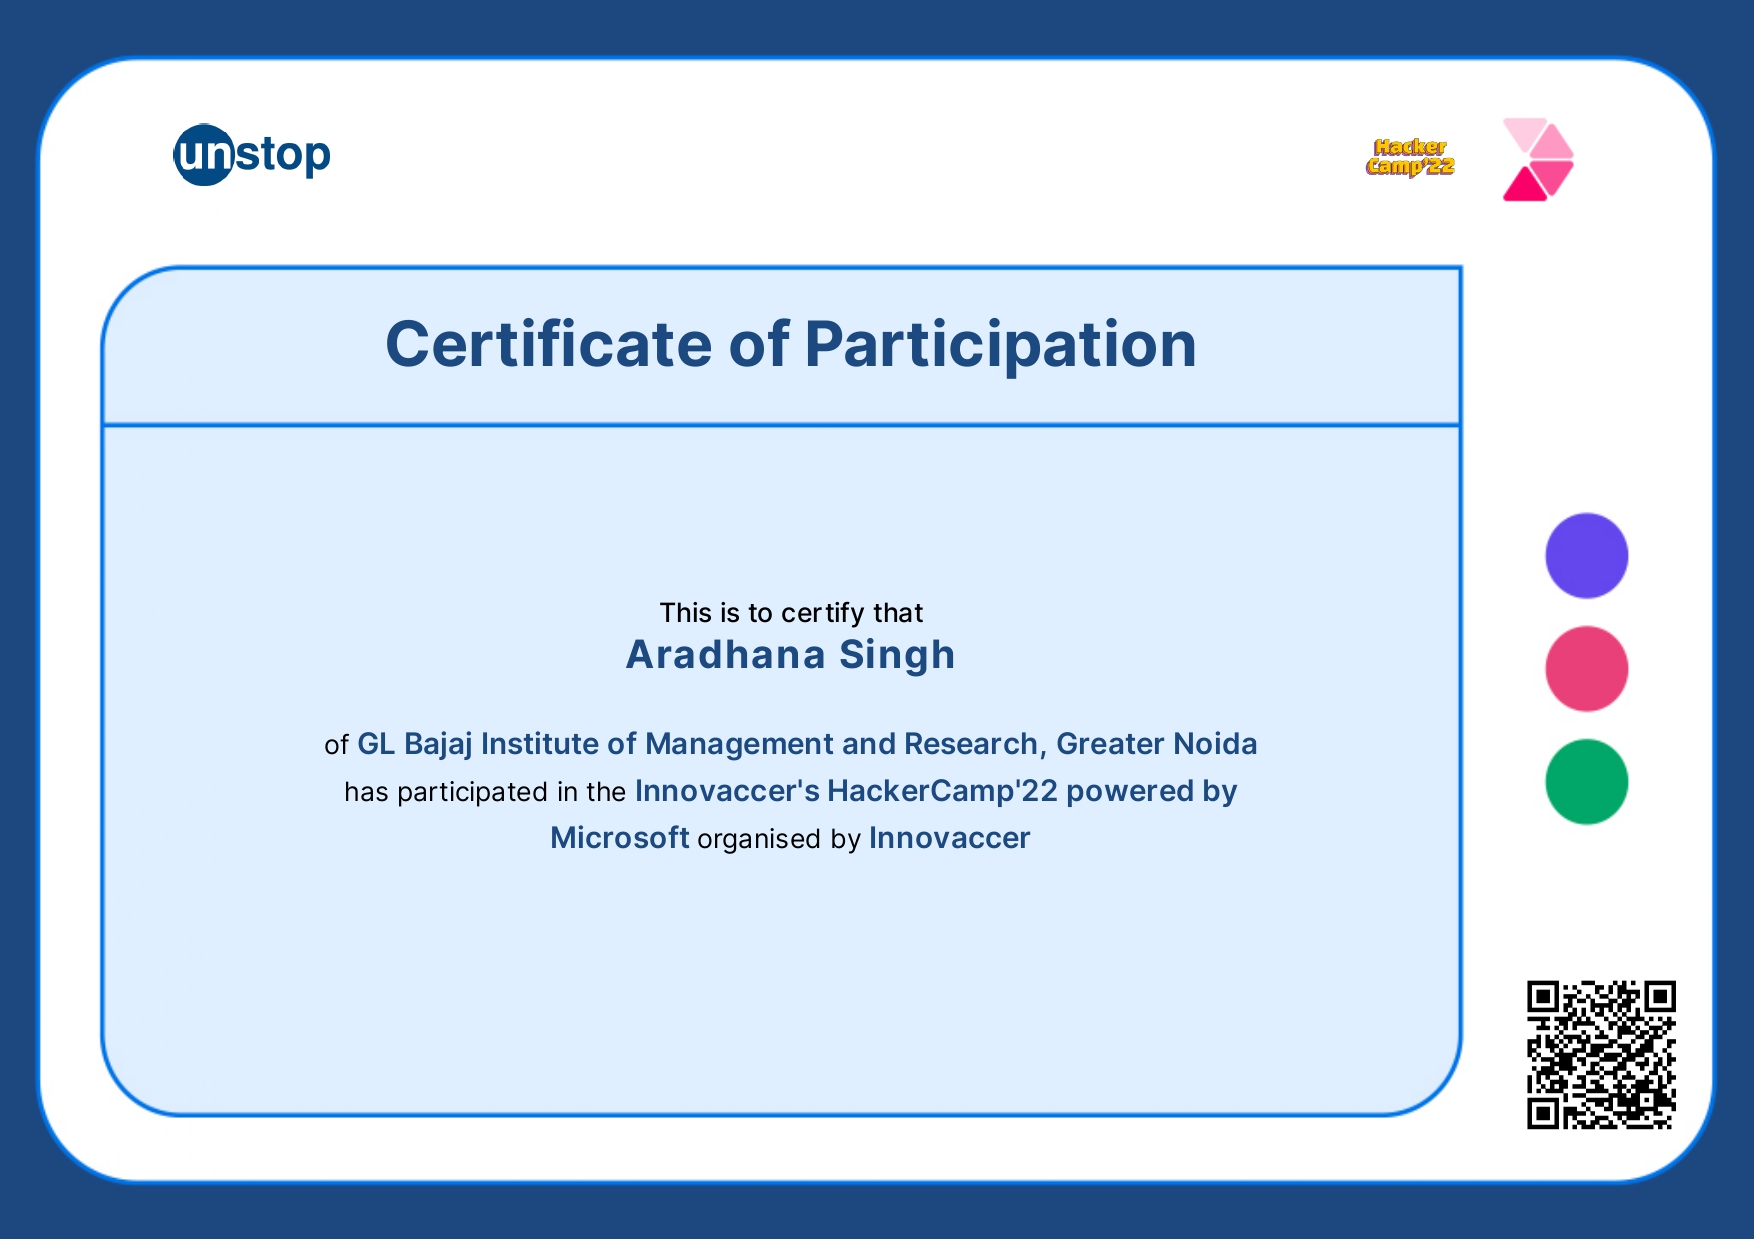 unstop
Hacker
Camp'22
Certificate of Participation
This is to certify that
Aradhana Singh
of GL Bajaj Institute of Management and Research, Greater Noida
has participated in the Innovaccer's HackerCamp'22 powered by
Microsoft organised by Innovaccer